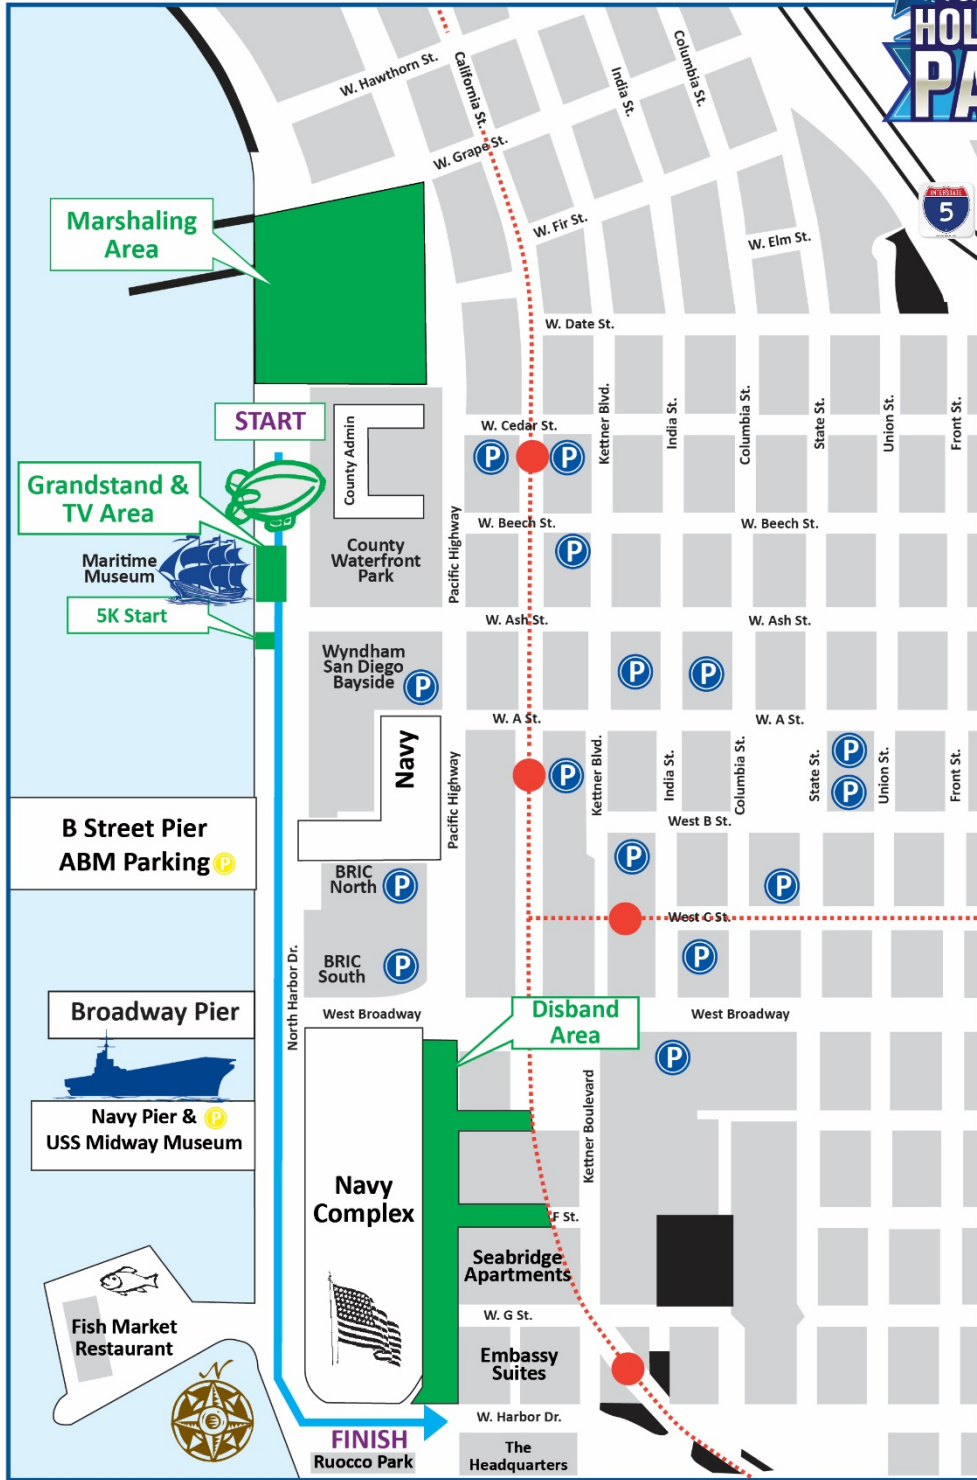 HOL
PA
INTERSTATE
5
W. Hawthorn St.
California St.
India St.
Columbia St.
W. Grape St.
W. Fir St.
W. Elm St.
Marshaling
Area
W. Date St.
START
County Admin
W. Cedar St.
P
P
Kettner Blvd.
India St.
Columbia St.
State St.
Union St.
Front St.
Grandstand &
TV Area
Pacific Highway
W. Beech St.
W. Beech St.
County
Waterfront
Park
P
Maritime
Museum
5K Start
W. Ash St.
W. Ash St.
Wyndham
San Diego
Bayside
P
P
P
W. A St.
W. A St.
Navy
Pacific Highway
P
Kettner Blvd.
India St.
Columbia St.
State St.
P
P
Union St.
Front St.
B Street Pier
ABM Parking P
West B St.
P
BRIC
North
P
P
West C St.
BRIC
South
P
P
North Harbor Dr.
Broadway Pier
West Broadway
Disband
Area
West Broadway
P
Navy Pier & P
USS Midway Museum
Kettner Boulevard
Navy
Complex
F St.
Seabridge
Apartments
W. G St.
Fish Market
Restaurant
Embassy
Suites
N
W. Harbor Dr.
FINISH
Ruocco Park
The
Headquarters